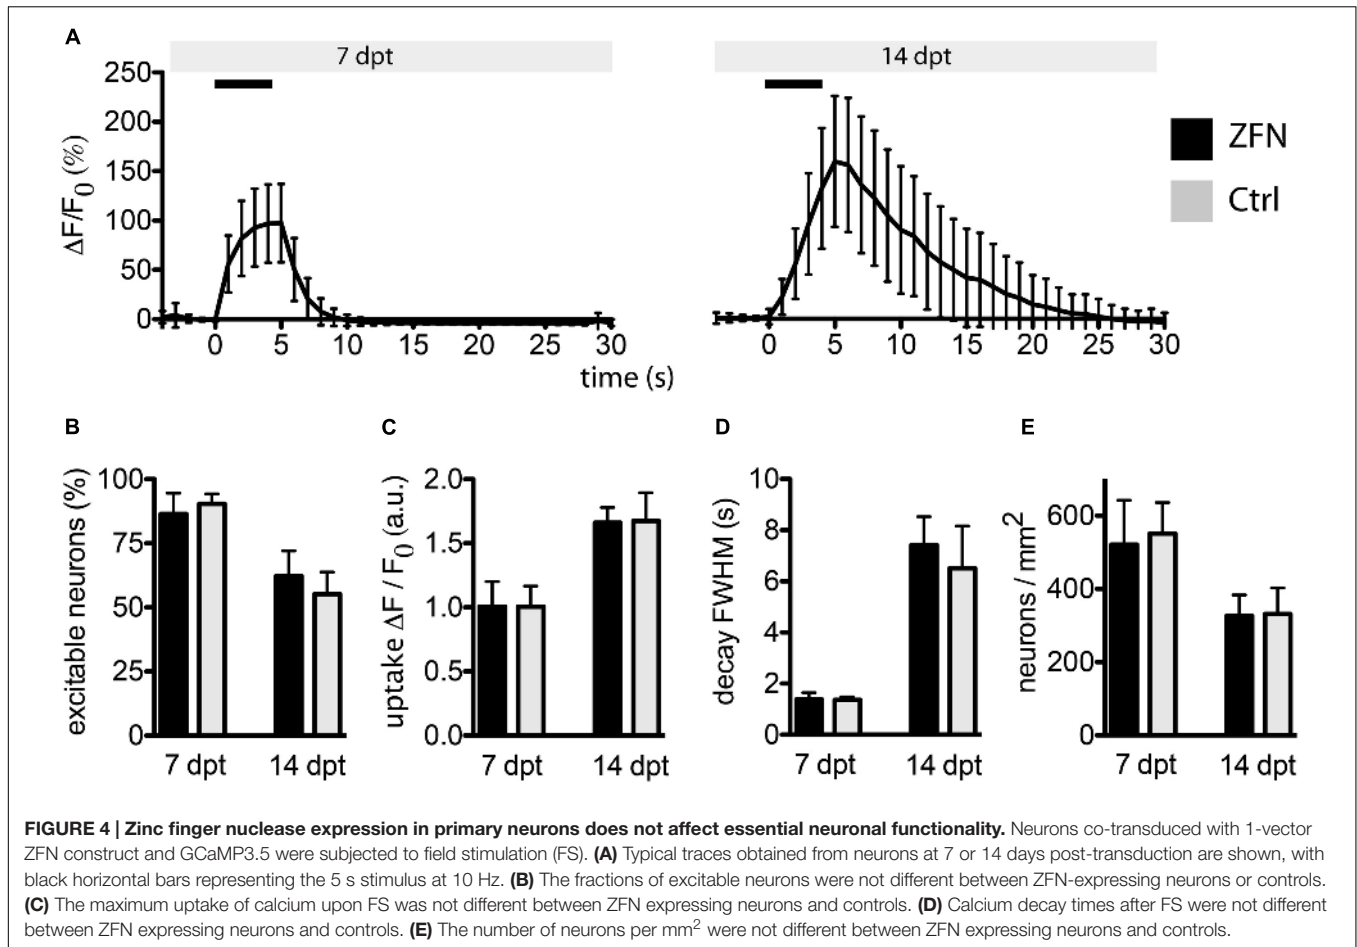 A
7 dpt
14 dpt
250
200
150
100
50
0
ΔF/F0 (%)
0 5 10 15 20 25 30
0 5 10 15 20 25 30
time (s)
ZFN
Ctrl
B
C
D
E
100
75
50
25
0
excitable neurons (%)
7 dpt 14 dpt
2.0
1.5
1.0
0.5
0.0
uptake ΔF / F0 (a.u.)
7 dpt 14 dpt
10
8
6
4
2
0
decay FWHM (s)
7 dpt 14 dpt
600
400
200
0
neurons / mm2
7 dpt 14 dpt
FIGURE 4 | Zinc finger nuclease expression in primary neurons does not affect essential neuronal functionality. Neurons co-transduced with 1-vector
ZFN construct and GCaMP3.5 were subjected to field stimulation (FS). (A) Typical traces obtained from neurons at 7 or 14 days post-transduction are shown, with
black horizontal bars representing the 5 s stimulus at 10 Hz. (B) The fractions of excitable neurons were not different between ZFN-expressing neurons or controls.
(C) The maximum uptake of calcium upon FS was not different between ZFN expressing neurons and controls. (D) Calcium decay times after FS were not different
between ZFN expressing neurons and controls. (E) The number of neurons per mm2 were not different between ZFN expressing neurons and controls.